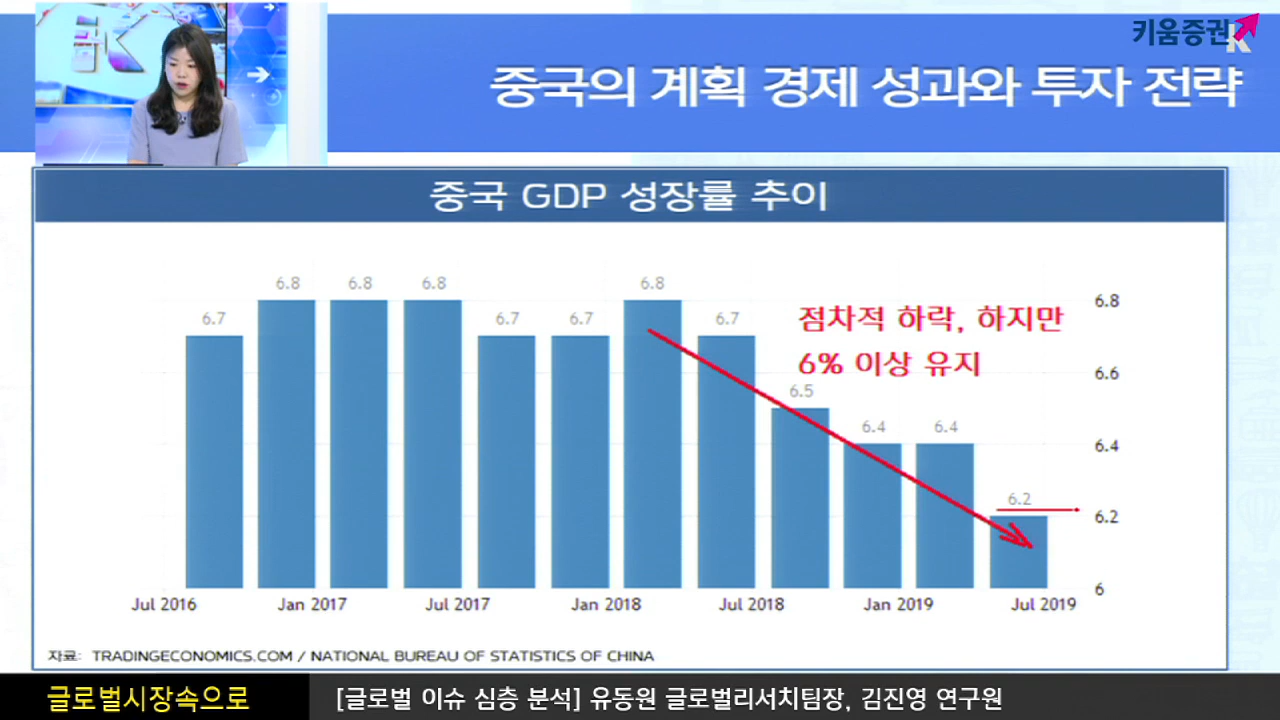 키움증권
중국의 계획 경제 성과와 투자 전략
중국 GDP 성장률 추이
6.7
6.8
6.8
6.8
6.7
6.7
6.8
6.7
6.5
6.4
6.4
6.2
점차적 하락, 하지만
6% 이상 유지
6.8
6.6
6.4
6.2
6
Jul 2016
Jan 2017
Jul 2017
Jan 2018
Jul 2018
Jan 2019
Jul 2019
자료: TRADINGECONOMICS.COM / NATIONAL BUREAU OF STATISTICS OF CHINA
글로벌시장속으로
[글로벌 이슈 심층 분석] 유동원 글로벌리서치팀장, 김진영 연구원